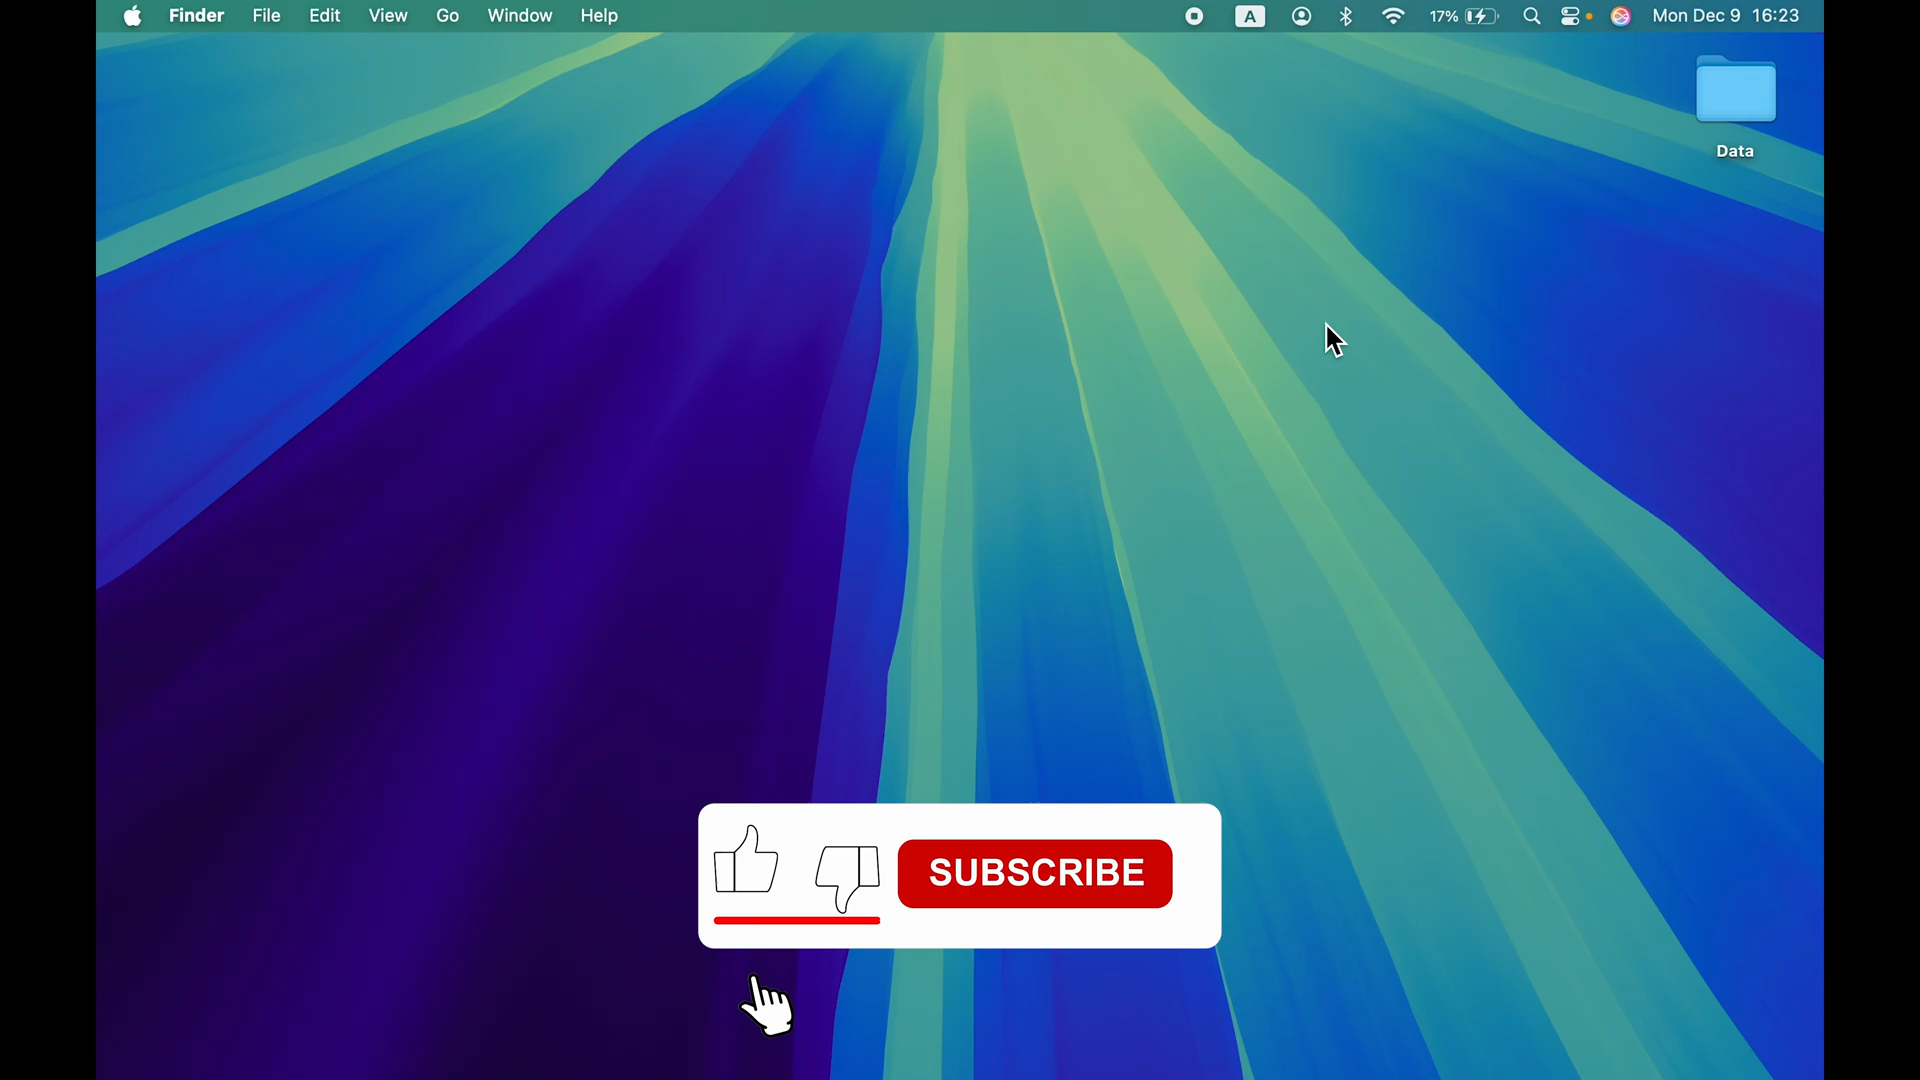 Finder File Edit View Go Window Help A 17% Mon Dec 9 16:23
Data
SUBSCRIBE